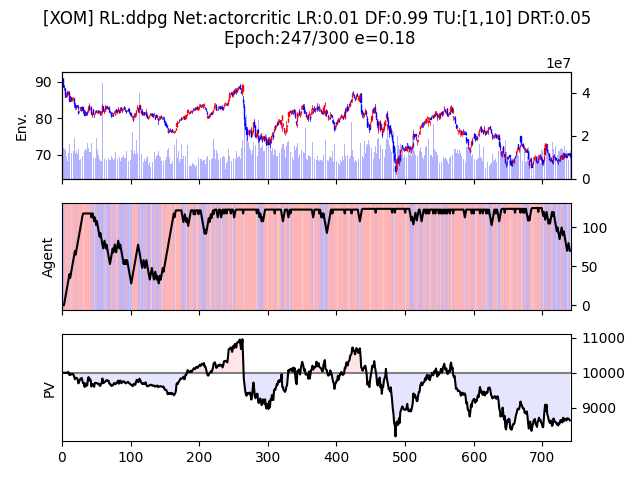 [XOM] RL:ddpg Net:actorcritic LR:0.01 DF:0.99 TU:[1,10] DRT:0.05
Epoch:247/300 e=0.18
1e7
90
80
70
Env.
4
2
0
Agent
100
50
0
PV
11000
10000
9000
0 100 200 300 400 500 600 700